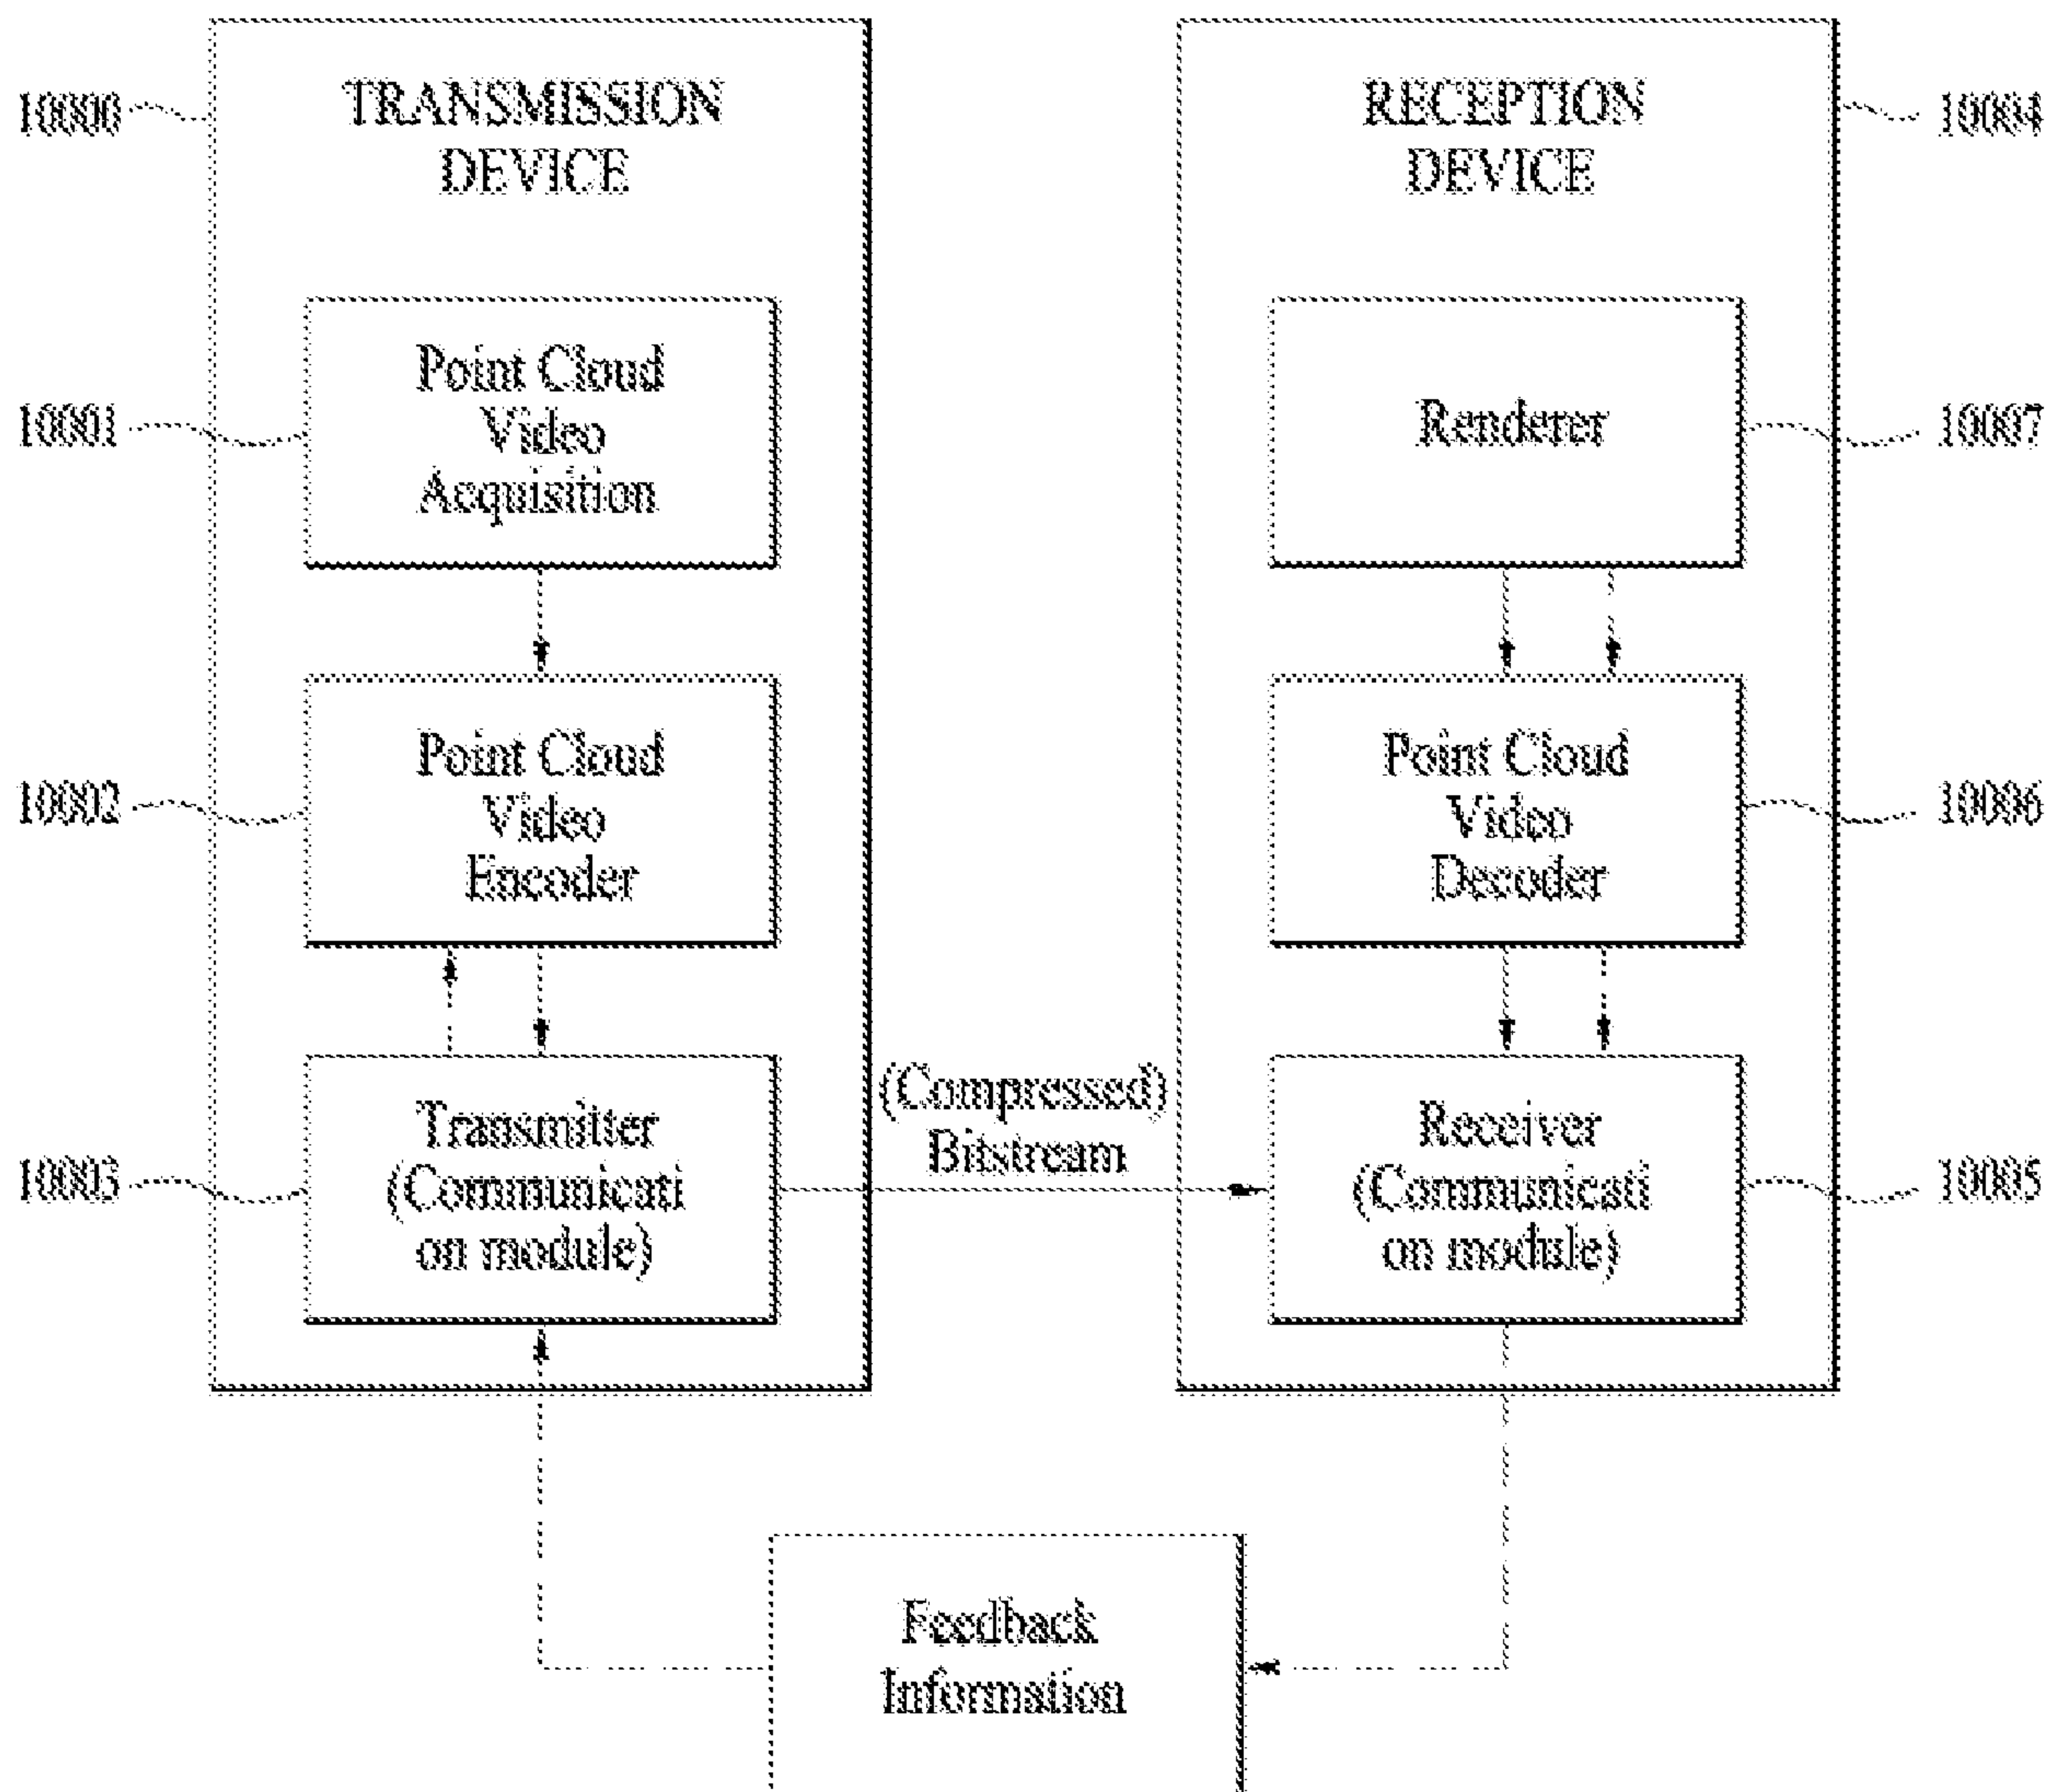 TRANSMISSION
DEVICE
10000
Point Cloud
Video
Acquisition
10001
Point Cloud
Video
Encoder
10002
Transmitter
(Communicati
on module)
10003
(Compressed)
Bitstream
RECEPTION
DEVICE
10004
Renderer
10007
Point Cloud
Video
Decoder
10006
Receiver
(Communicati
on module)
10005
Feedback
Information